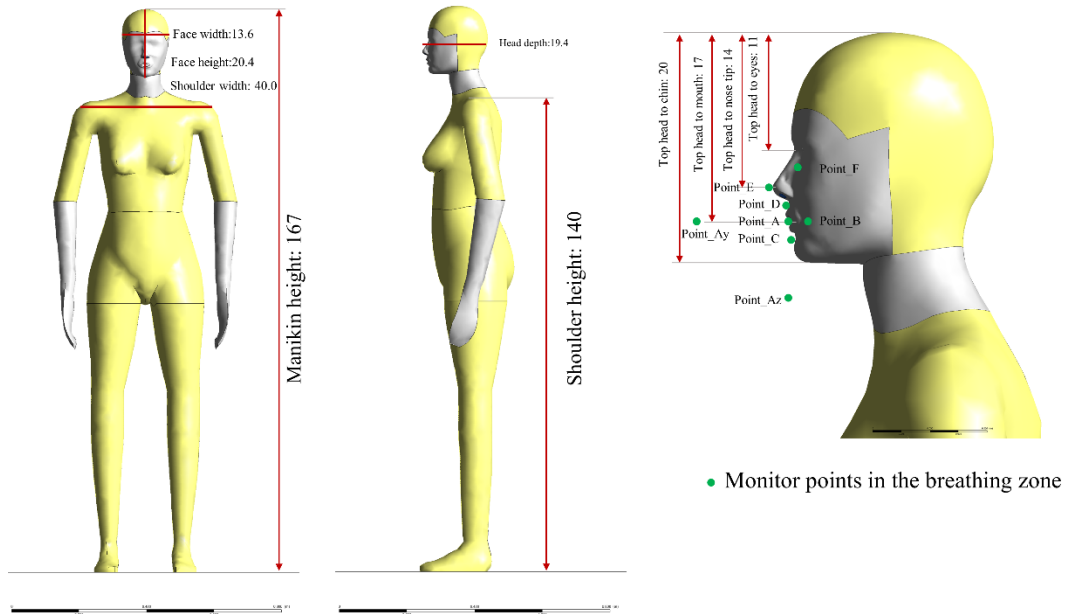 Face width:13.6
Face height:20.4
Shoulder width: 40.0
Manikin height: 167
Head depth:19.4
Shoulder height: 140
Top head to chin: 20
Top head to mouth: 17
Top head to nose tip: 14
Top head to eyes: 11
Point_F
Point_E
Point_D
Point_A
Point_B
Point_Ay
Point_C
Point_Az
Monitor points in the breathing zone